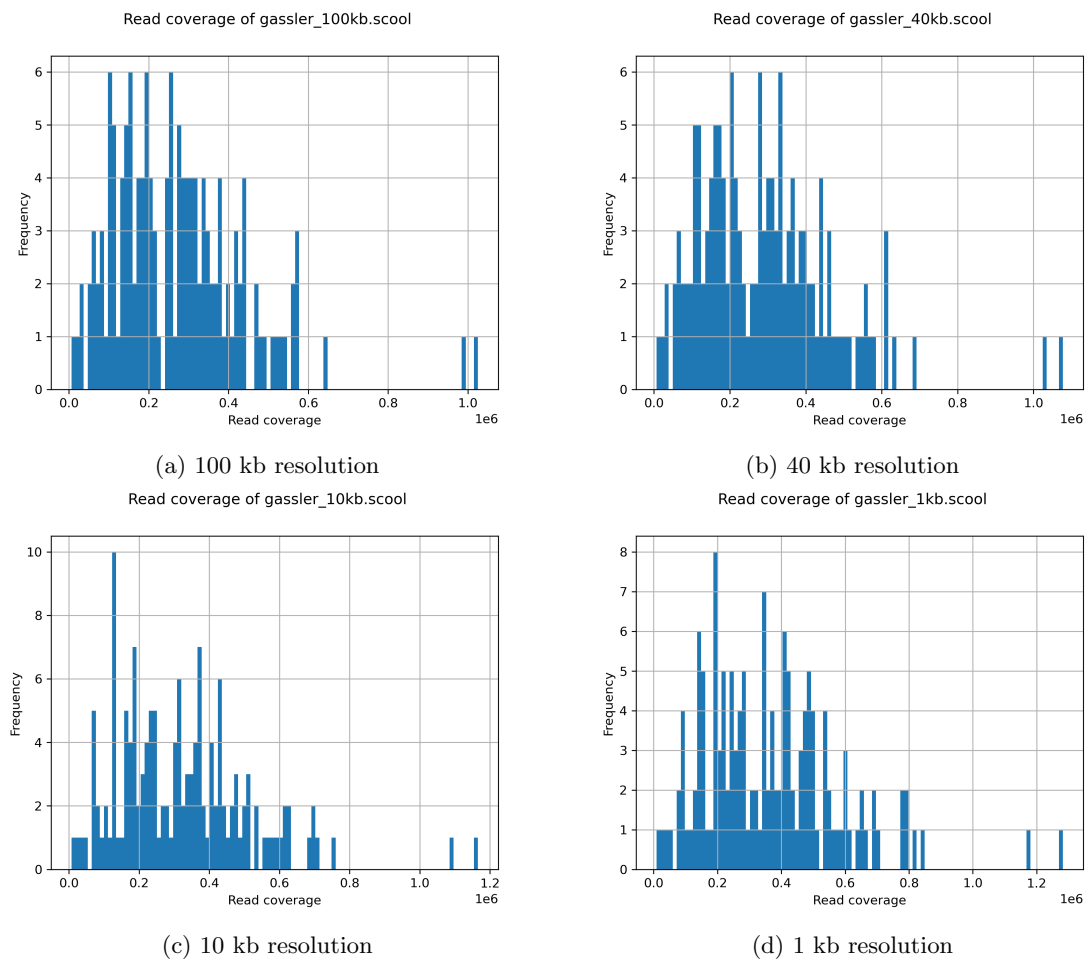 Read coverage of gassler_100kb.scool
6
5
4
3
2
1
0
Frequency
0.0 0.2 0.4 0.6 0.8 1.0
Read coverage
1e6
(a) 100 kb resolution
Read coverage of gassler_40kb.scool
6
5
4
3
2
1
0
Frequency
0.0 0.2 0.4 0.6 0.8 1.0
Read coverage
1e6
(b) 40 kb resolution
Read coverage of gassler_10kb.scool
10
8
6
4
2
0
Frequency
0.0 0.2 0.4 0.6 0.8 1.0 1.2
Read coverage
1e6
(c) 10 kb resolution
Read coverage of gassler_1kb.scool
8
7
6
5
4
3
2
1
0
Frequency
0.0 0.2 0.4 0.6 0.8 1.0 1.2
Read coverage
1e6
(d) 1 kb resolution